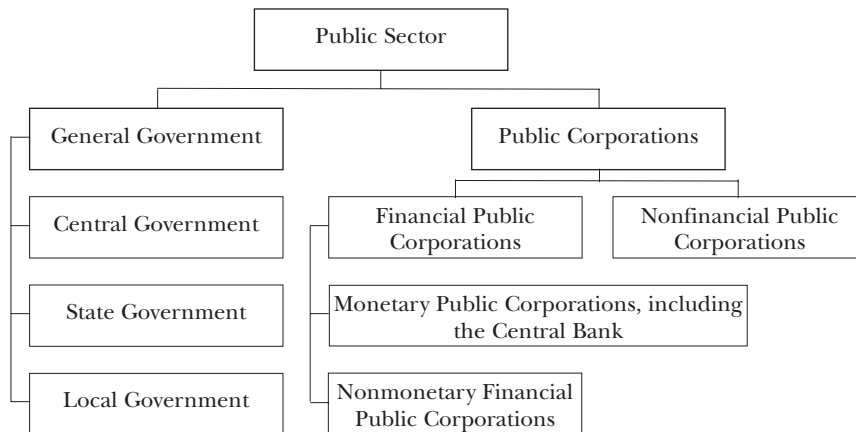 Public Sector
General Government
Public Corporations
Central Government
Financial Public
Corporations
Nonfinancial Public
Corporations
State Government
Monetary Public Corporations, including
the Central Bank
Local Government
Nonmonetary Financial
Public Corporations